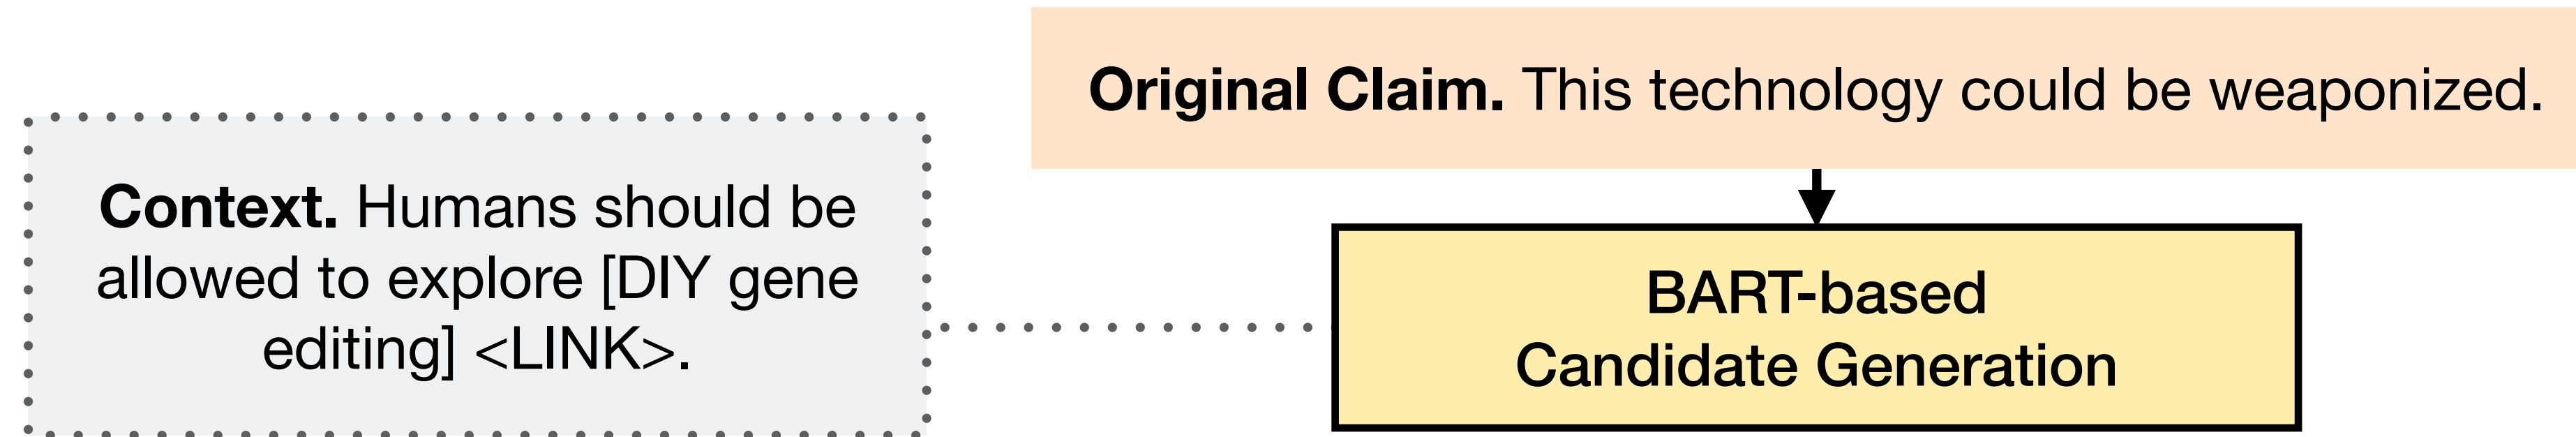 Original Claim. This technology could be weaponized.
Context. Humans should be
allowed to explore [DIY gene
editing] <LINK>.
BART-based
Candidate Generation